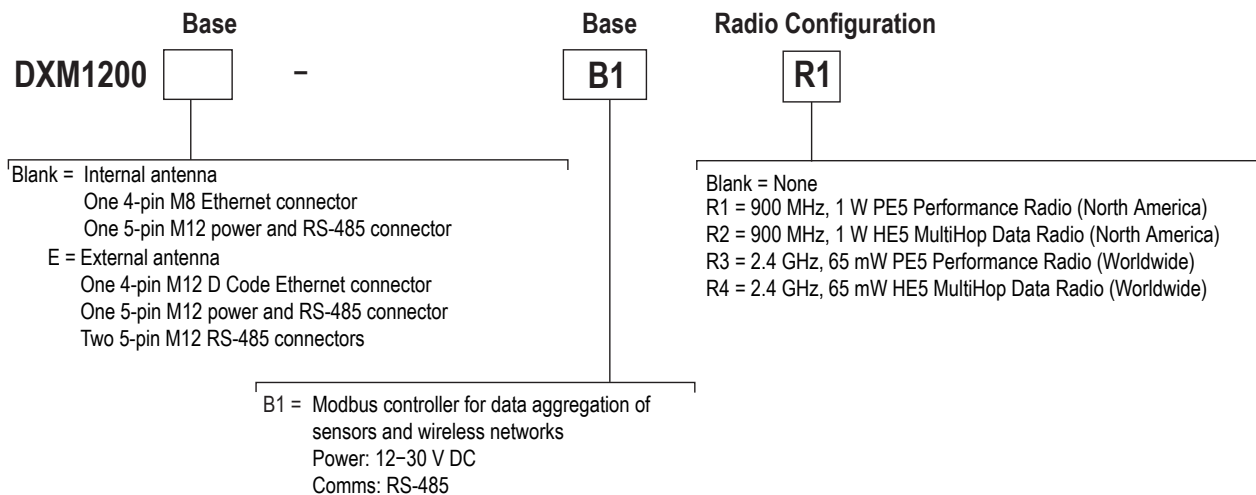 Base
Base
Radio Configuration
DXM1200
–
B1
R1
Blank = Internal antenna
One 4-pin M8 Ethernet connector
One 5-pin M12 power and RS-485 connector
E = External antenna
One 4-pin M12 D Code Ethernet connector
One 5-pin M12 power and RS-485 connector
Two 5-pin M12 RS-485 connectors
Blank = None
R1 = 900 MHz, 1 W PE5 Performance Radio (North America)
R2 = 900 MHz, 1 W HE5 MultiHop Data Radio (North America)
R3 = 2.4 GHz, 65 mW PE5 Performance Radio (Worldwide)
R4 = 2.4 GHz, 65 mW HE5 MultiHop Data Radio (Worldwide)
B1 = Modbus controller for data aggregation of
sensors and wireless networks
Power: 12−30 V DC
Comms: RS-485